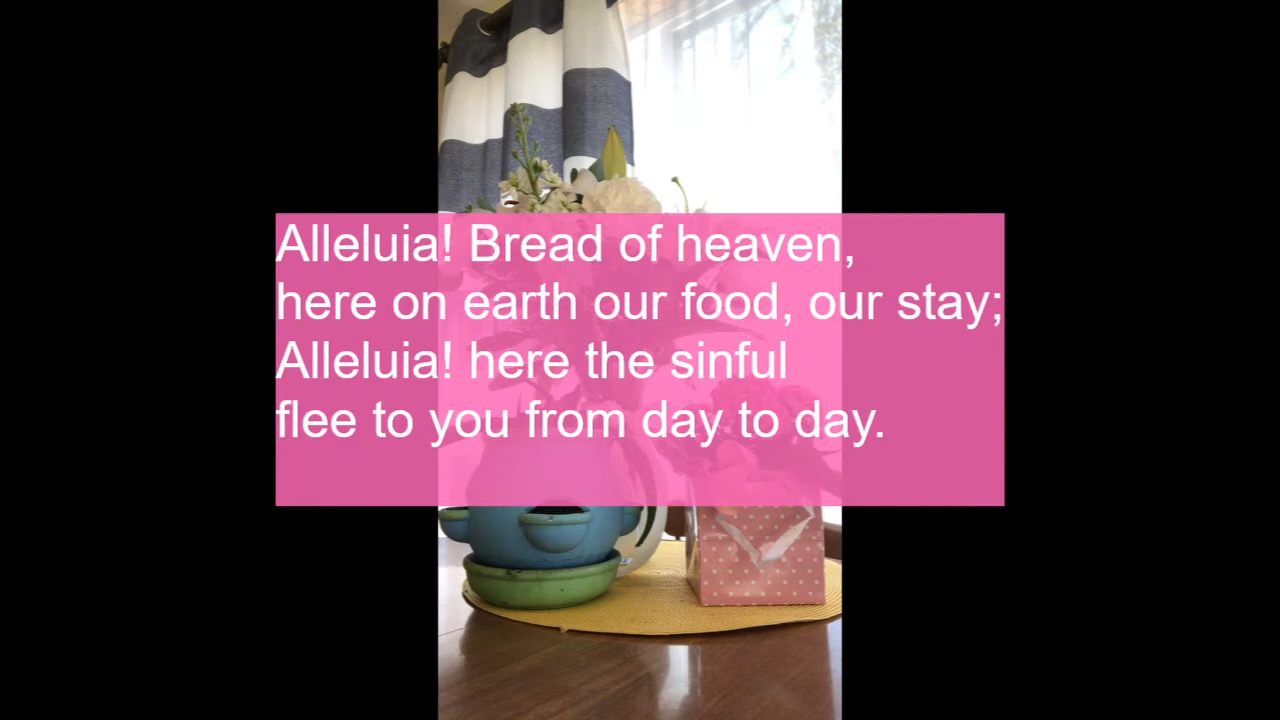 Alleluia! Bread of heaven,
here on earth our food, our stay;
Alleluia! here the sinful
flee to you from day to day.